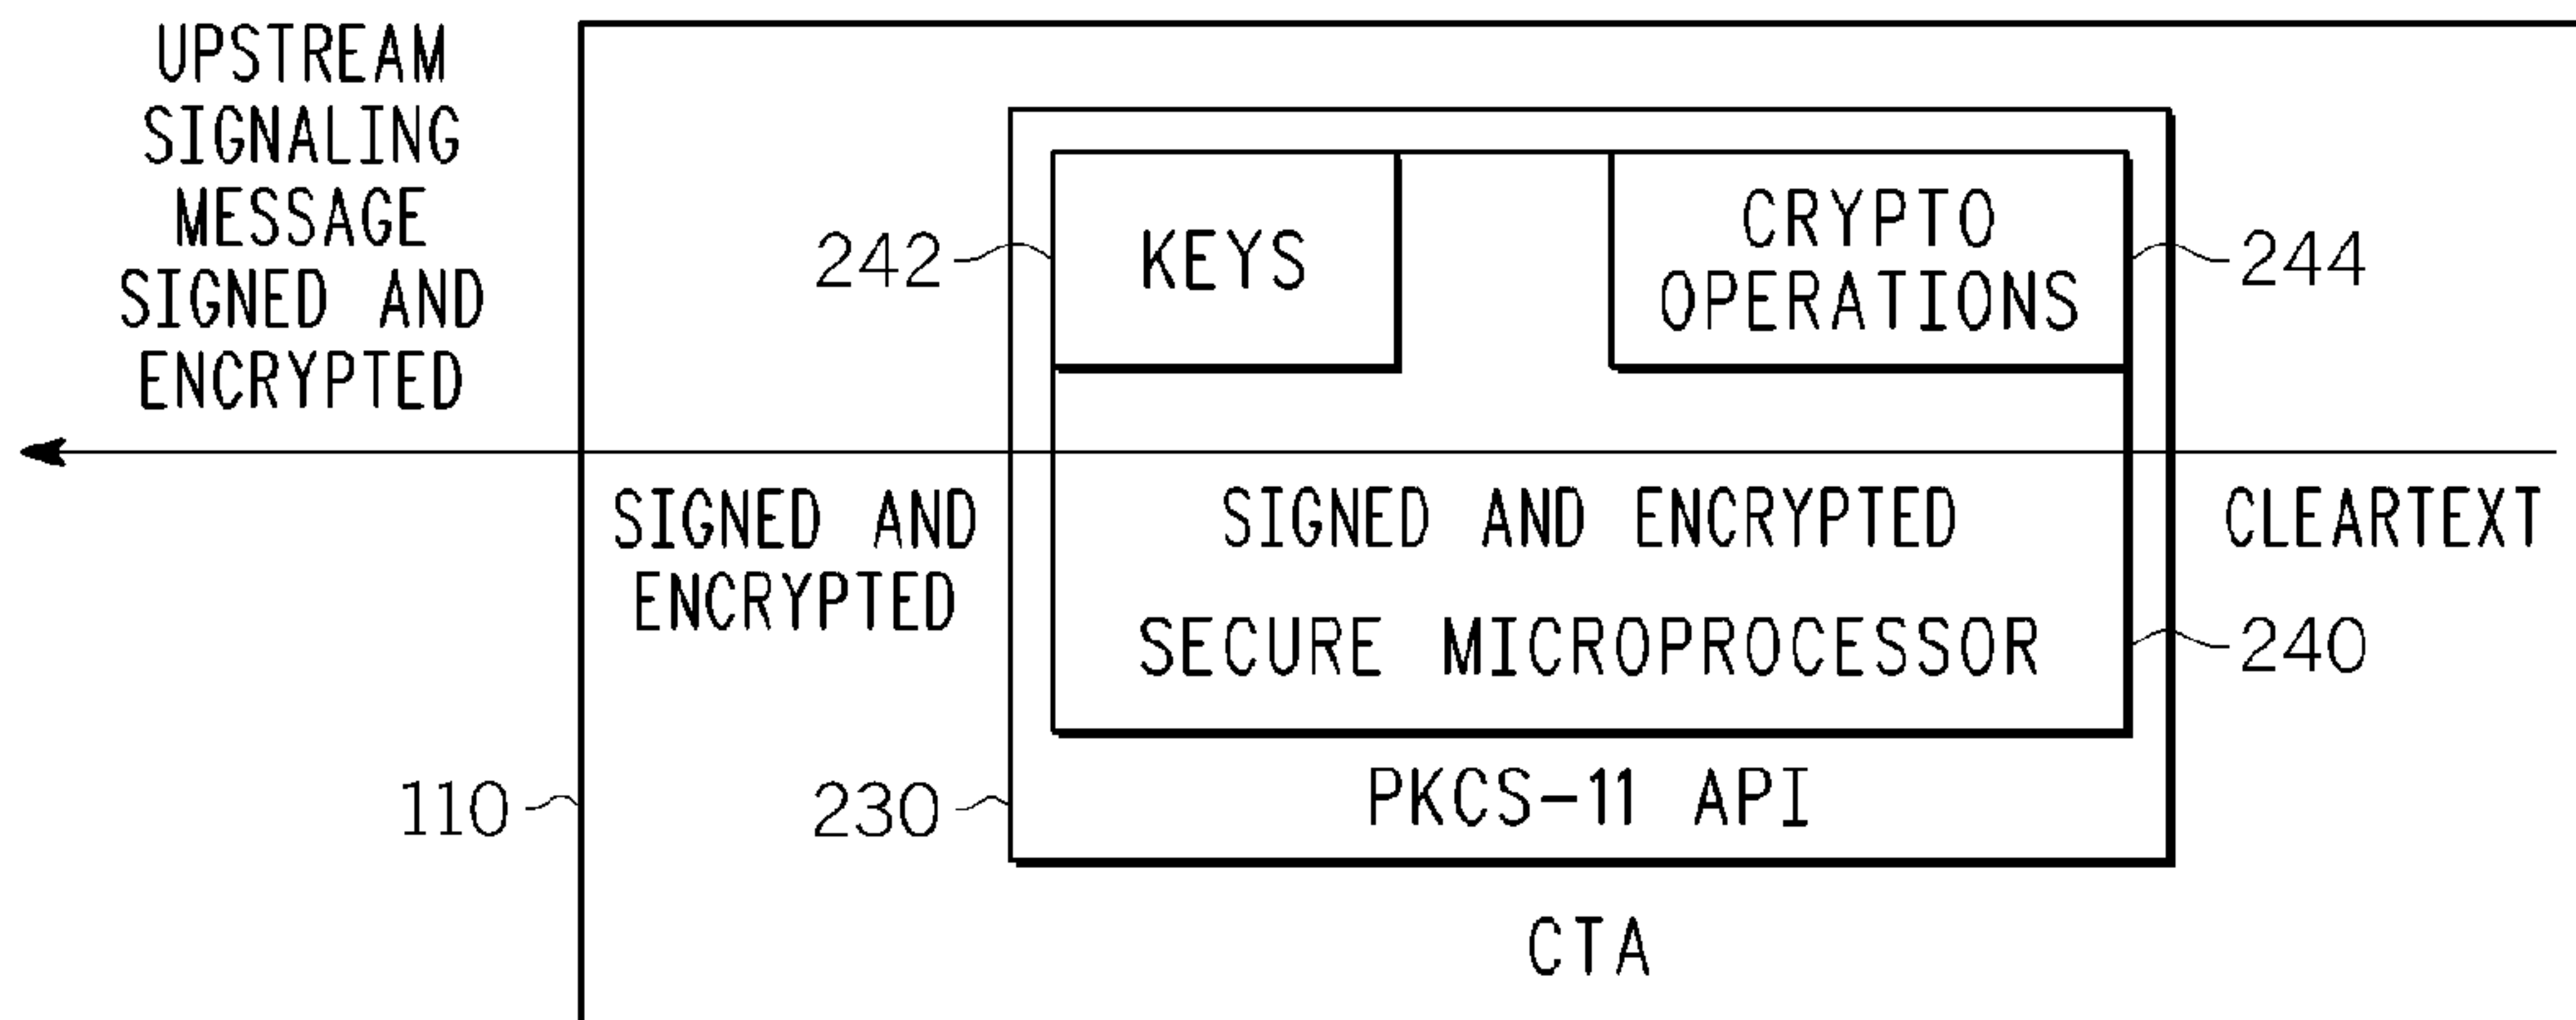 UPSTREAM
SIGNALING
MESSAGE
SIGNED AND
ENCRYPTED
242
KEYS
CRYPTO
OPERATIONS
244
SIGNED AND
ENCRYPTED
SIGNED AND ENCRYPTED
CLEARTEXT
SECURE MICROPROCESSOR
240
110
230
PKCS-11 API
CTA